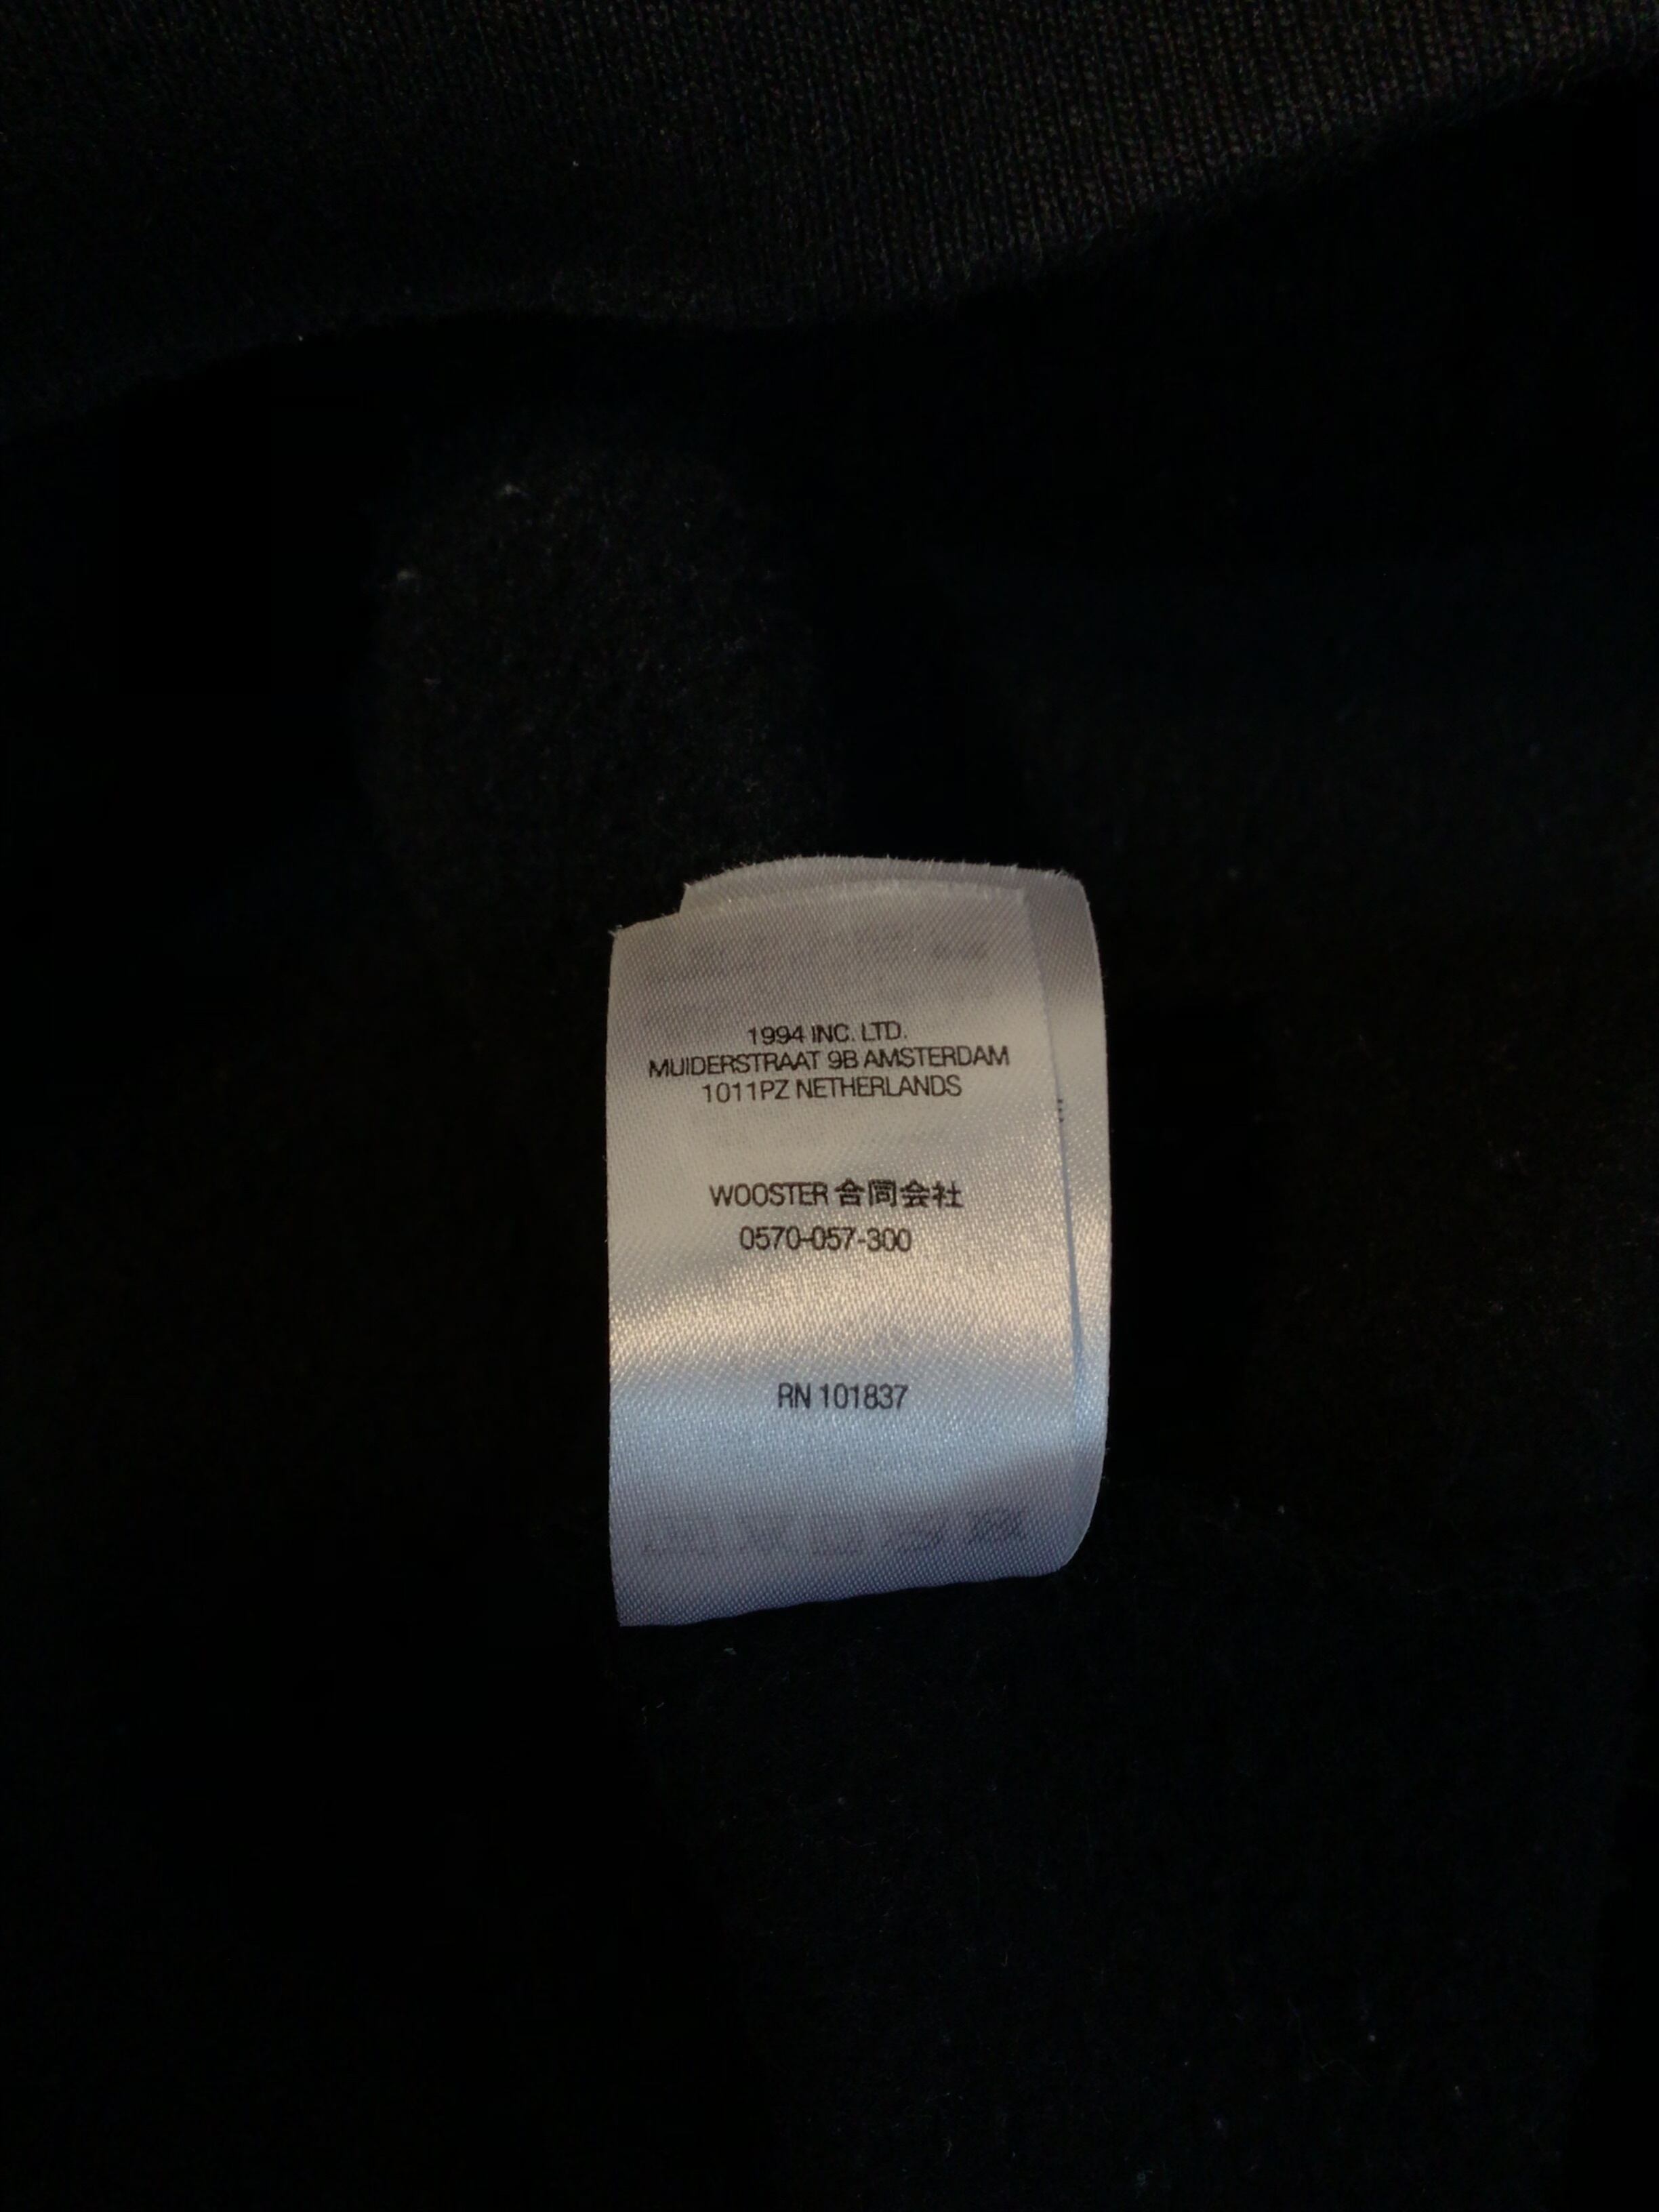 1994 INC. LTD.
MUIDERSTRAAT 9B AMSTERDAM
1011PZ NETHERLANDS
WOOSTER 合同会社
0570-057-300
RN 101837